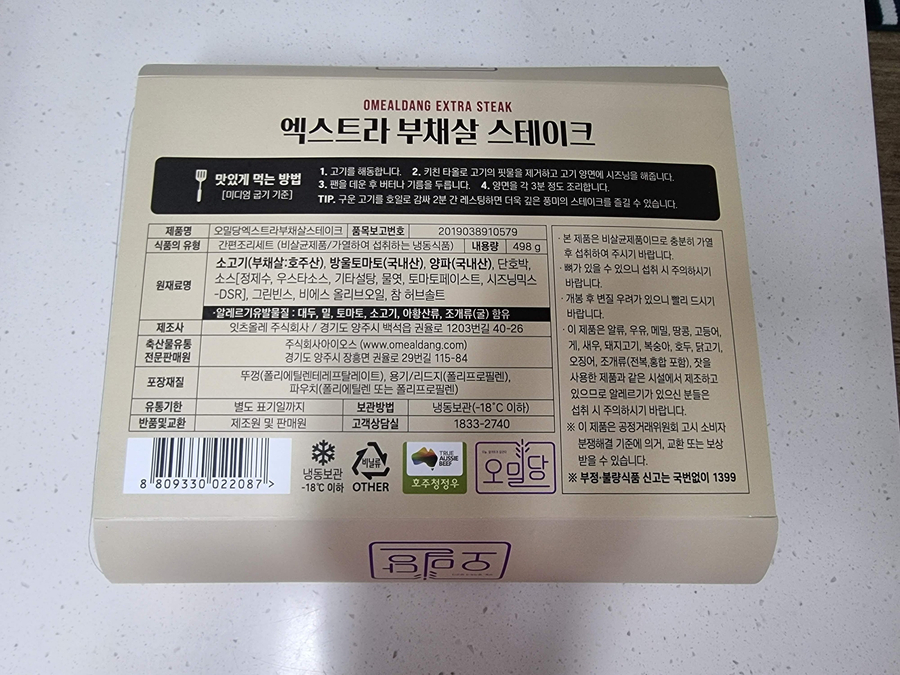 OMEALDANG EXTRA STEAK
엑스트라 부채살 스테이크
맛있게 먹는 방법
[미디엄 굽기 기준]
1. 고기를 해동합니다. 2. 키친 타올로 고기의 핏물을 제거하고 고기 양면에 시즈닝을 해줍니다.
3. 팬을 데운 후 버터나 기름을 두릅니다. 4. 양면을 각 3분 정도 조리합니다.
TIP. 구운 고기를 호일로 감싸 2분 간 레스팅하면 더욱 깊은 풍미의 스테이크를 즐길 수 있습니다.
제품명 오밀당엑스트라부채살스테이크 품목보고번호 2019038910579
식품의 유형 간편조리세트 (비살균제품/가열하여 섭취하는 냉동식품) 내용량 498 g
원재료명
소고기(부채살:호주산), 방울토마토(국내산), 양파(국내산), 단호박,
소스[정제수, 우스타소스, 기타설탕, 물엿, 토마토페이스트, 시즈닝믹스
-DSR], 그린빈스, 비에스 올리브오일, 참 허브솔트
·알레르기유발물질 : 대두, 밀, 토마토, 소고기, 아황산류, 조개류(굴) 함유
제조사 잇츠올레 주식회사 / 경기도 양주시 백석읍 권율로 1203번길 40-26
축산물유통
전문판매원
주식회사아이오스 (www.omealdang.com)
경기도 양주시 장흥면 권율로 29번길 115-84
포장재질
뚜껑(폴리에틸렌테레프탈레이트), 용기/리드지(폴리프로필렌),
파우치(폴리에틸렌 또는 폴리프로필렌)
유통기한 별도 표기일까지 보관방법 냉동보관(-18˚C 이하)
반품및교환 제조원 및 판매원 고객상담실 1833-2740
8 809330 022087 >
냉동보관
-18℃ 이하
비닐류
OTHER
TRUE
AUSSIE
BEEF
호주청정우
오밀당
· 본 제품은 비살균제품이므로 충분히 가열
후 섭취하여 주시기 바랍니다.
· 뼈가 있을 수 있으니 섭취 시 주의하시기
바랍니다.
· 개봉 후 변질 우려가 있으니 빨리 드시기
바랍니다.
· 이 제품은 알류, 우유, 메밀, 땅콩, 고등어,
게, 새우, 돼지고기, 복숭아, 호두, 닭고기,
오징어, 조개류(전복,홍합 포함), 잣을
사용한 제품과 같은 시설에서 제조하고
있으므로 알레르기가 있으신 분들은
섭취 시 주의하시기 바랍니다.
※ 이 제품은 공정거래위원회 고시 소비자
분쟁해결 기준에 의거, 교환 또는 보상
받을 수 있습니다.
※ 부정·불량식품 신고는 국번없이 1399
오밀당